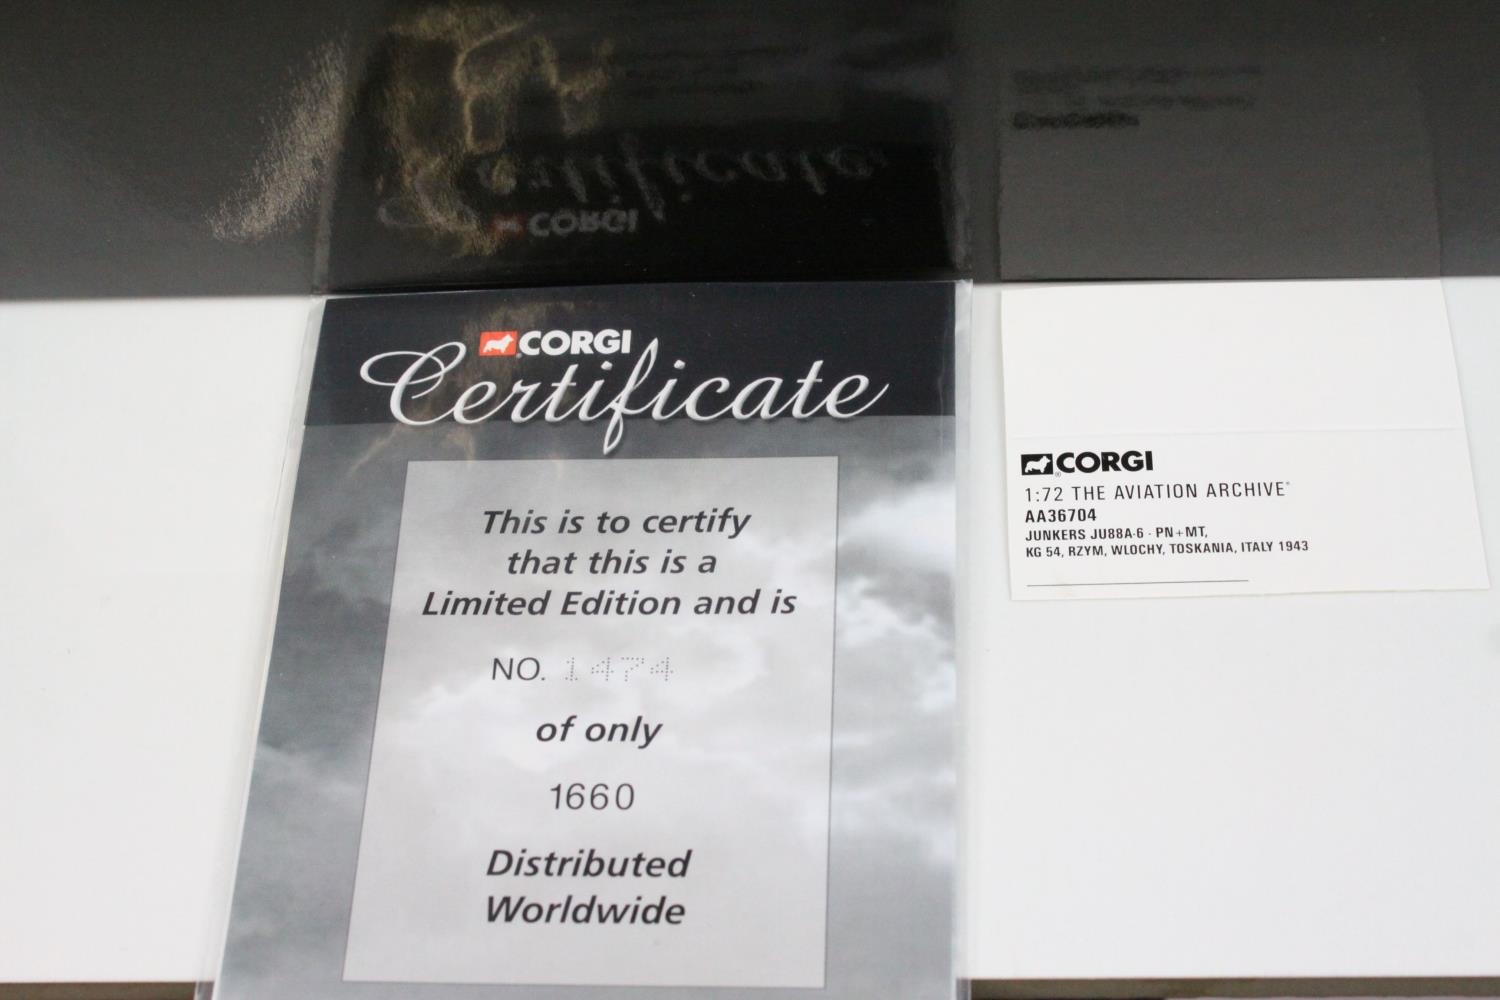 CORGI
Certificate
This is to certify
that this is a
Limited Edition and is
NO. 1474
of only
1660
Distributed
Worldwide
CORGI
1:72 THE AVIATION ARCHIVE®
AA36704
JUNKERS JU88A-6 - PN+MT,
KG 54, RZYM, WLOCHY, TOSKANIA, ITALY 1943